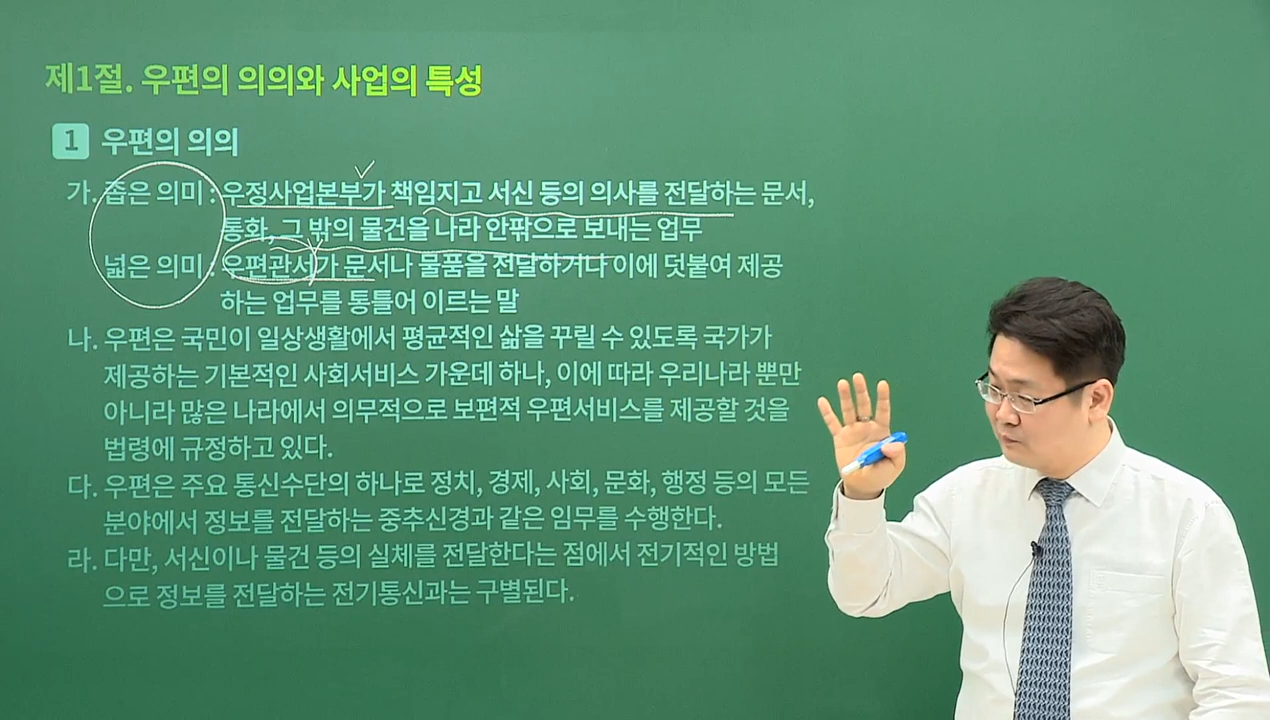 제1절. 우편의 의의와 사업의 특성
1 우편의 의의
가. 좁은 의미 : 우정사업본부가 책임지고 서신 등의 의사를 전달하는 문서,
통화, 그 밖의 물건을 나라 안팎으로 보내는 업무
넓은 의미 : 우편관서가 문서나 물품을 전달하거나 이에 덧붙여 제공
하는 업무를 통틀어 이르는 말
나. 우편은 국민이 일상생활에서 평균적인 삶을 꾸릴 수 있도록 국가가
제공하는 기본적인 사회서비스 가운데 하나, 이에 따라 우리나라 뿐만
아니라 많은 나라에서 의무적으로 보편적 우편서비스를 제공할 것을
법령에 규정하고 있다.
다. 우편은 주요 통신수단의 하나로 정치, 경제, 사회, 문화, 행정 등의 모든
분야에서 정보를 전달하는 중추신경과 같은 임무를 수행한다.
라. 다만, 서신이나 물건 등의 실체를 전달한다는 점에서 전기적인 방법
으로 정보를 전달하는 전기통신과는 구별된다.